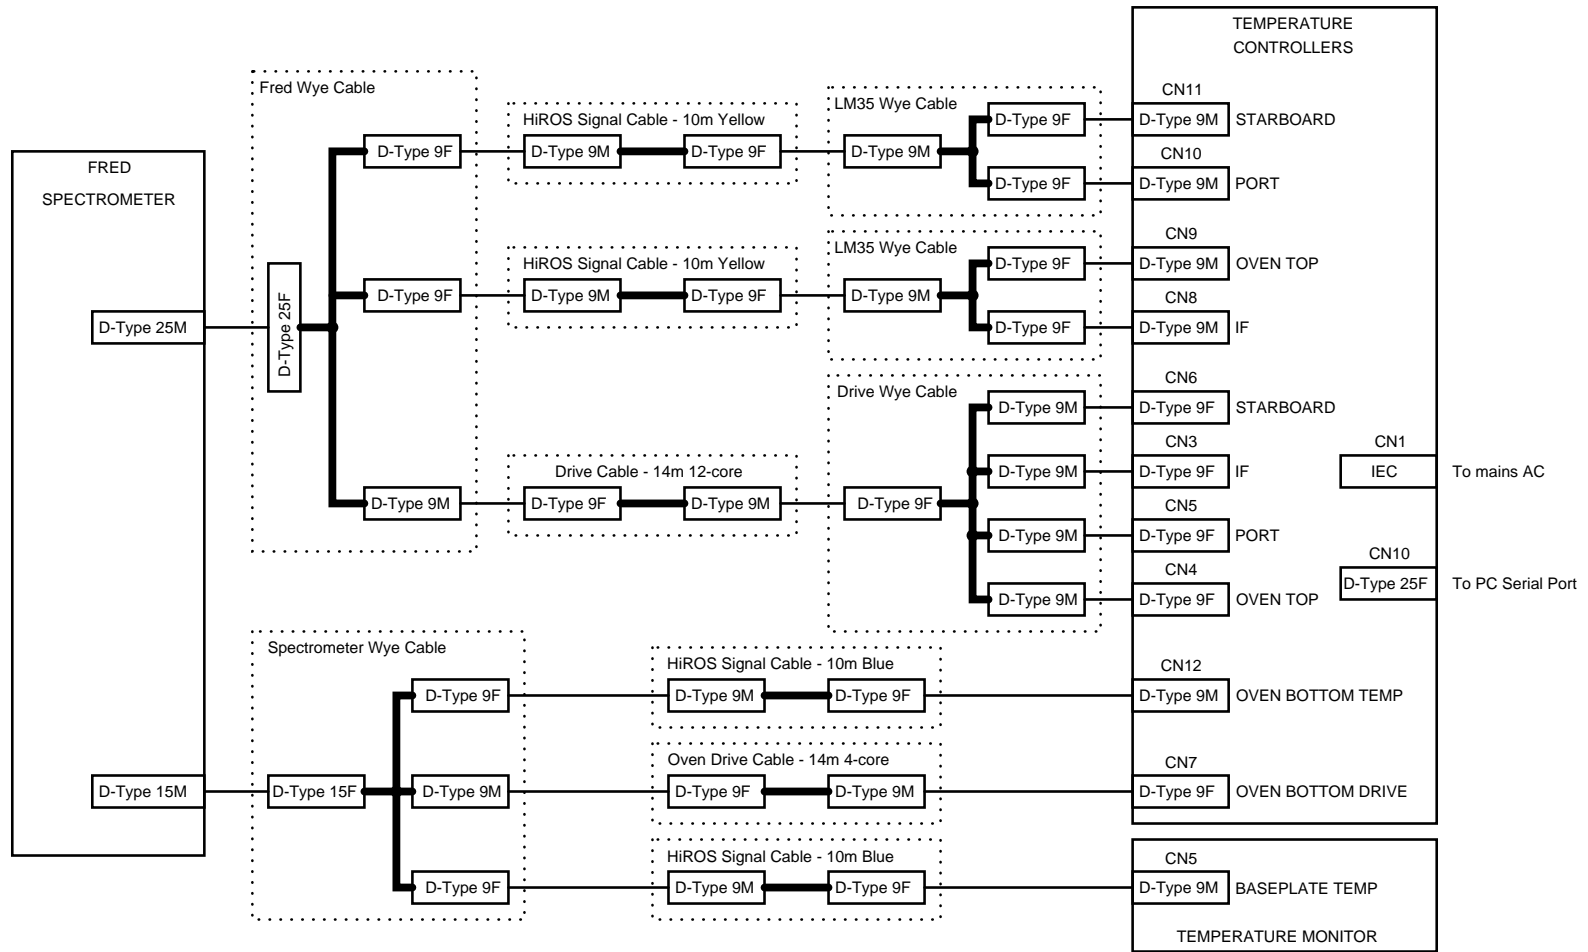 TEMPERATURE
CONTROLLERS
FRED
SPECTROMETER
D-Type 25M
D-Type 15M
Fred Wye Cable
D-Type 25F
D-Type 9F
D-Type 9F
D-Type 9M
HiROS Signal Cable - 10m Yellow
D-Type 9M
D-Type 9F
HiROS Signal Cable - 10m Yellow
D-Type 9M
D-Type 9F
Drive Cable - 14m 12-core
D-Type 9F
D-Type 9M
LM35 Wye Cable
D-Type 9M
D-Type 9F
D-Type 9F
LM35 Wye Cable
D-Type 9M
D-Type 9F
D-Type 9F
Drive Wye Cable
D-Type 9F
D-Type 9M
D-Type 9M
D-Type 9M
D-Type 9M
CN11
D-Type 9M STARBOARD
CN10
D-Type 9M PORT
CN9
D-Type 9M OVEN TOP
CN8
D-Type 9M IF
CN6
D-Type 9F STARBOARD
CN3
D-Type 9F IF
CN5
D-Type 9F PORT
CN4
D-Type 9F OVEN TOP
CN1
IEC To mains AC
CN10
D-Type 25F To PC Serial Port
Spectrometer Wye Cable
D-Type 15F
D-Type 9F
D-Type 9M
D-Type 9F
HiROS Signal Cable - 10m Blue
D-Type 9M
D-Type 9F
Oven Drive Cable - 14m 4-core
D-Type 9F
D-Type 9M
HiROS Signal Cable - 10m Blue
D-Type 9M
D-Type 9F
CN12
D-Type 9M OVEN BOTTOM TEMP
CN7
D-Type 9F OVEN BOTTOM DRIVE
CN5
D-Type 9M BASEPLATE TEMP
TEMPERATURE MONITOR